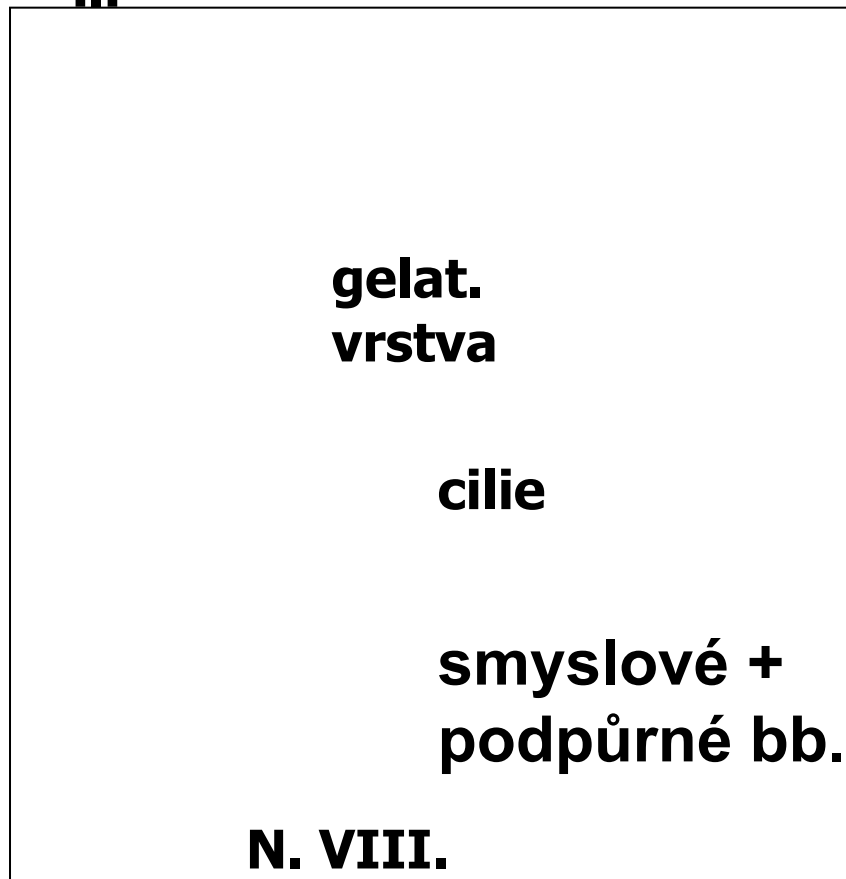 gelat.
vrstva
cilie
smyslové +
podpůrné bb.
N. VIII.